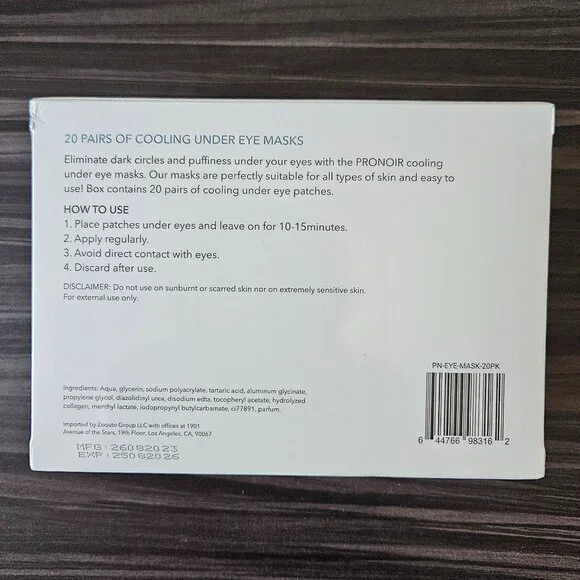 20 PAIRS OF COOLING UNDER EYE MASKS
Eliminate dark circles and puffiness under your eyes with the PRONOIR cooling
under eye masks. Our masks are perfectly suitable for all types of skin and easy to
use! Box contains 20 pairs of cooling under eye patches.
HOW TO USE
1. Place patches under eyes and leave on for 10-15minutes.
2. Apply regularly.
3. Avoid direct contact with eyes.
4. Discard after use.
DISCLAIMER: Do not use on sunburnt or scarred skin nor on extremely sensitive skin.
For external use only.
Ingredients: Aqua, glycerin, sodium polyacrylate, tartaric acid, aluminum glycinate,
propylene glycol, diazolidinyl urea, disodium edta, tocopheryl acetate, hydrolyzed
collagen, menthyl lactate, iodopropynyl butylcarbamate, ci77891, parfum.
Imported by Zoouto Group LLC with offices at 1901
Avenue of the Stars, 19th Floor, Los Angeles, CA, 90067
MFG: 26082023
EXP: 25082026
PN-EYE-MASK-20PK
6 44766 98316 2